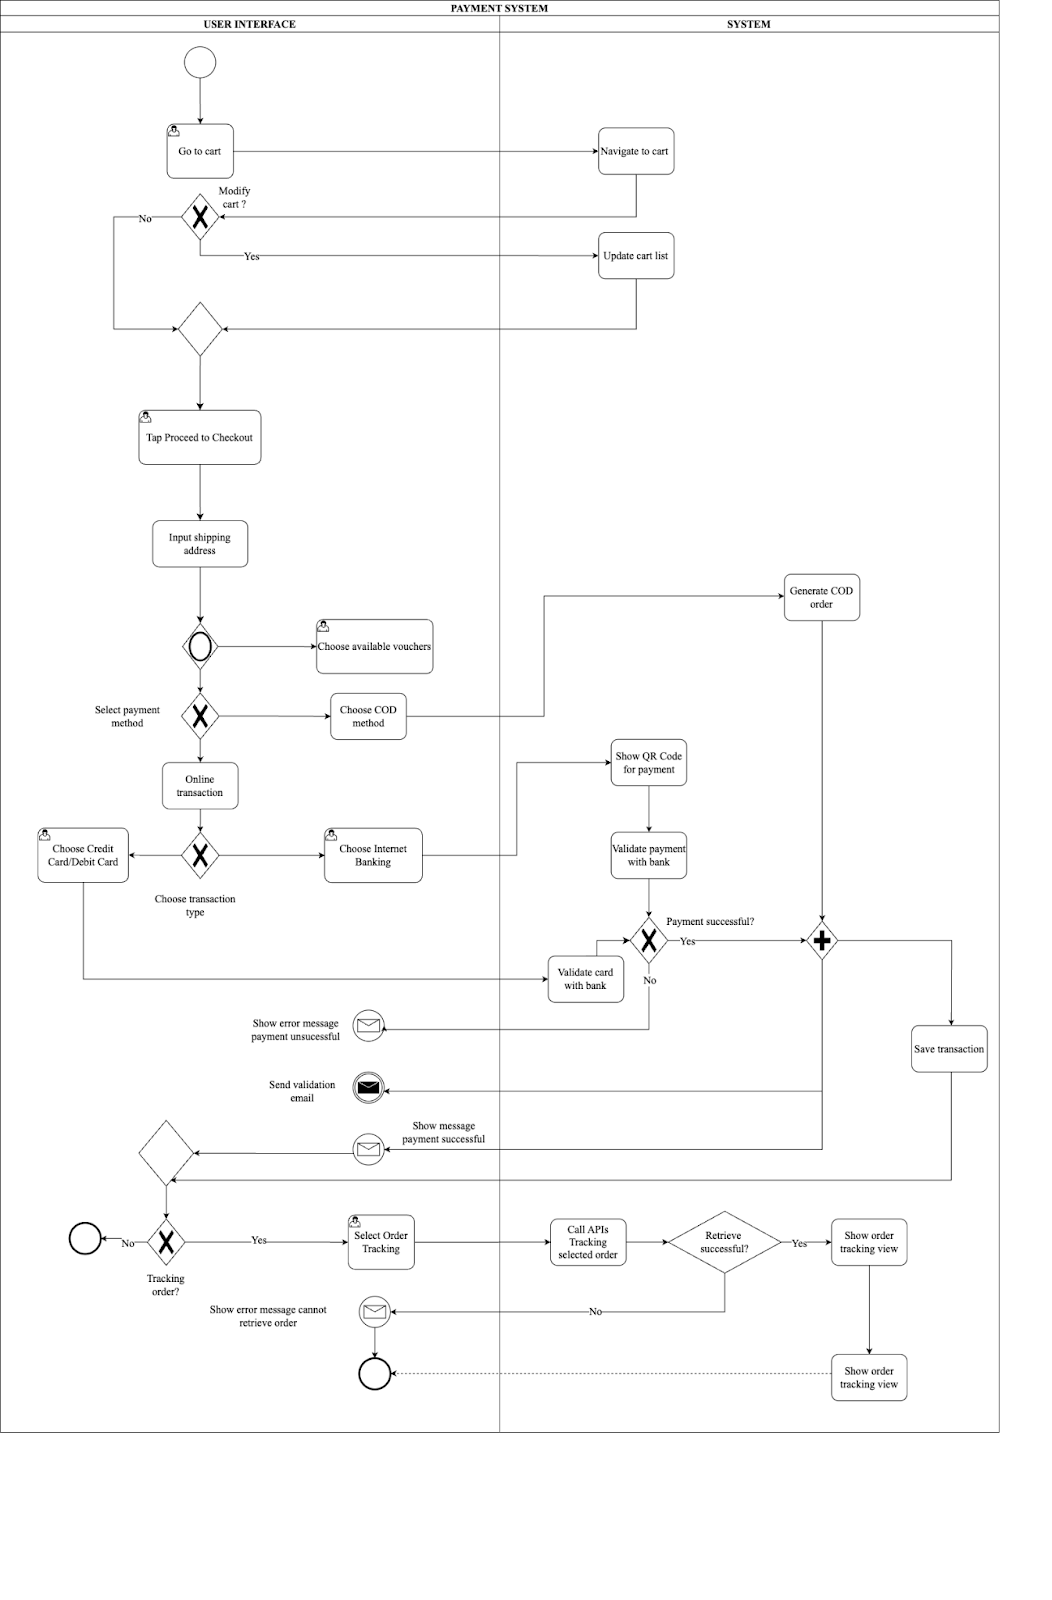 PAYMENT SYSTEM
USER INTERFACE
SYSTEM
Go to cart
Navigate to cart
Modify
cart ?
No
Yes
Update cart list
Tap Proceed to Checkout
Input shipping
address
Generate COD
order
Choose available vouchers
Select payment
method
Choose COD
method
Show QR Code
for payment
Online
transaction
Choose Credit
Card/Debit Card
Choose Internet
Banking
Validate payment
with bank
Choose transaction
type
Payment successful?
Yes
No
Validate card
with bank
Show error message
payment unsucessful
Save transaction
Send validation
email
Show message
payment successful
No
Yes
Tracking
order?
Select Order
Tracking
Call APIs
Tracking
selected order
Retrieve
successful?
Yes
Show order
tracking view
Show error message cannot
retrieve order
No
Show order
tracking view